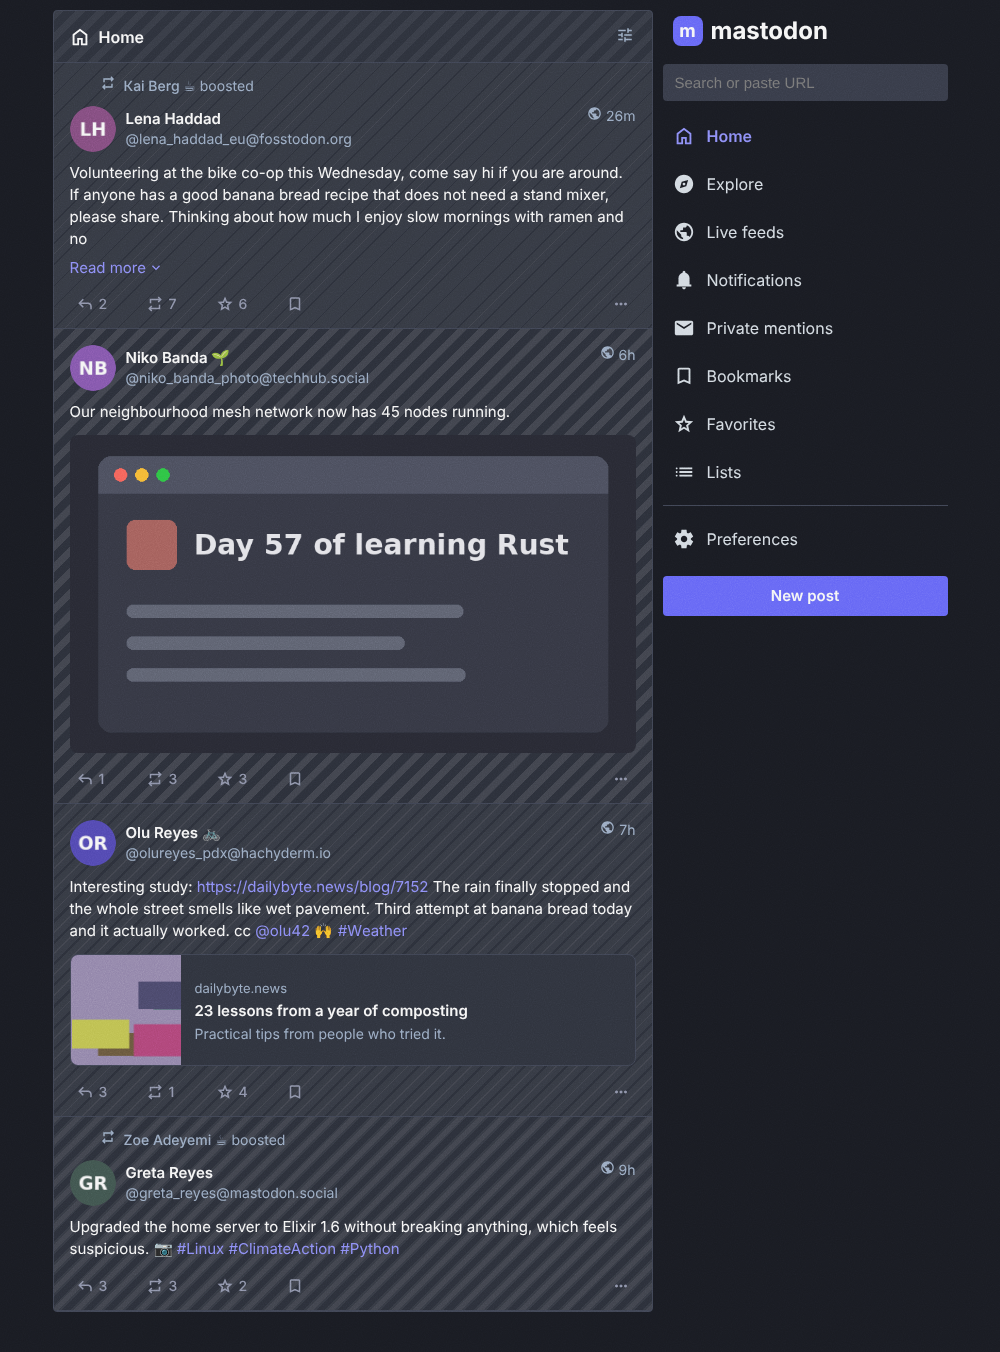 Home
Kai Berg ☕ boosted
LH
Lena Haddad
26m
@lena_haddad_eu@fosstodon.org
Volunteering at the bike co-op this Wednesday, come say hi if you are around.
If anyone has a good banana bread recipe that does not need a stand mixer,
please share. Thinking about how much I enjoy slow mornings with ramen and
no
Read more
2 7 6
NB
Niko Banda 🌱
6h
@niko_banda_photo@techhub.social
Our neighbourhood mesh network now has 45 nodes running.
Day 57 of learning Rust
1 3 3
OR
Olu Reyes 🚲
7h
@olureyes_pdx@hachyderm.io
Interesting study: https://dailybyte.news/blog/7152 The rain finally stopped and
the whole street smells like wet pavement. Third attempt at banana bread today
and it actually worked. cc @olu42 🙌 #Weather
dailybyte.news
23 lessons from a year of composting
Practical tips from people who tried it.
3 1 4
Zoe Adeyemi ☕ boosted
GR
Greta Reyes
9h
@greta_reyes@mastodon.social
Upgraded the home server to Elixir 1.6 without breaking anything, which feels
suspicious. 📷 #Linux #ClimateAction #Python
3 3 2
m mastodon
Search or paste URL
Home
Explore
Live feeds
Notifications
Private mentions
Bookmarks
Favorites
Lists
Preferences
New post